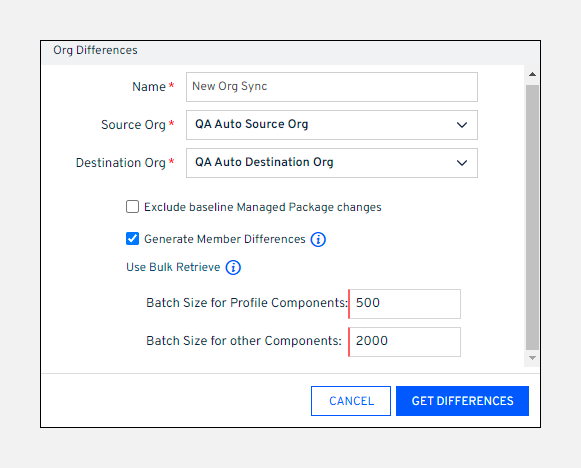 Org Differences
Name * New Org Sync
Source Org * QA Auto Source Org
Destination Org * QA Auto Destination Org
Exclude baseline Managed Package changes
Generate Member Differences
Use Bulk Retrieve
Batch Size for Profile Components: 500
Batch Size for other Components: 2000
CANCEL GET DIFFERENCES